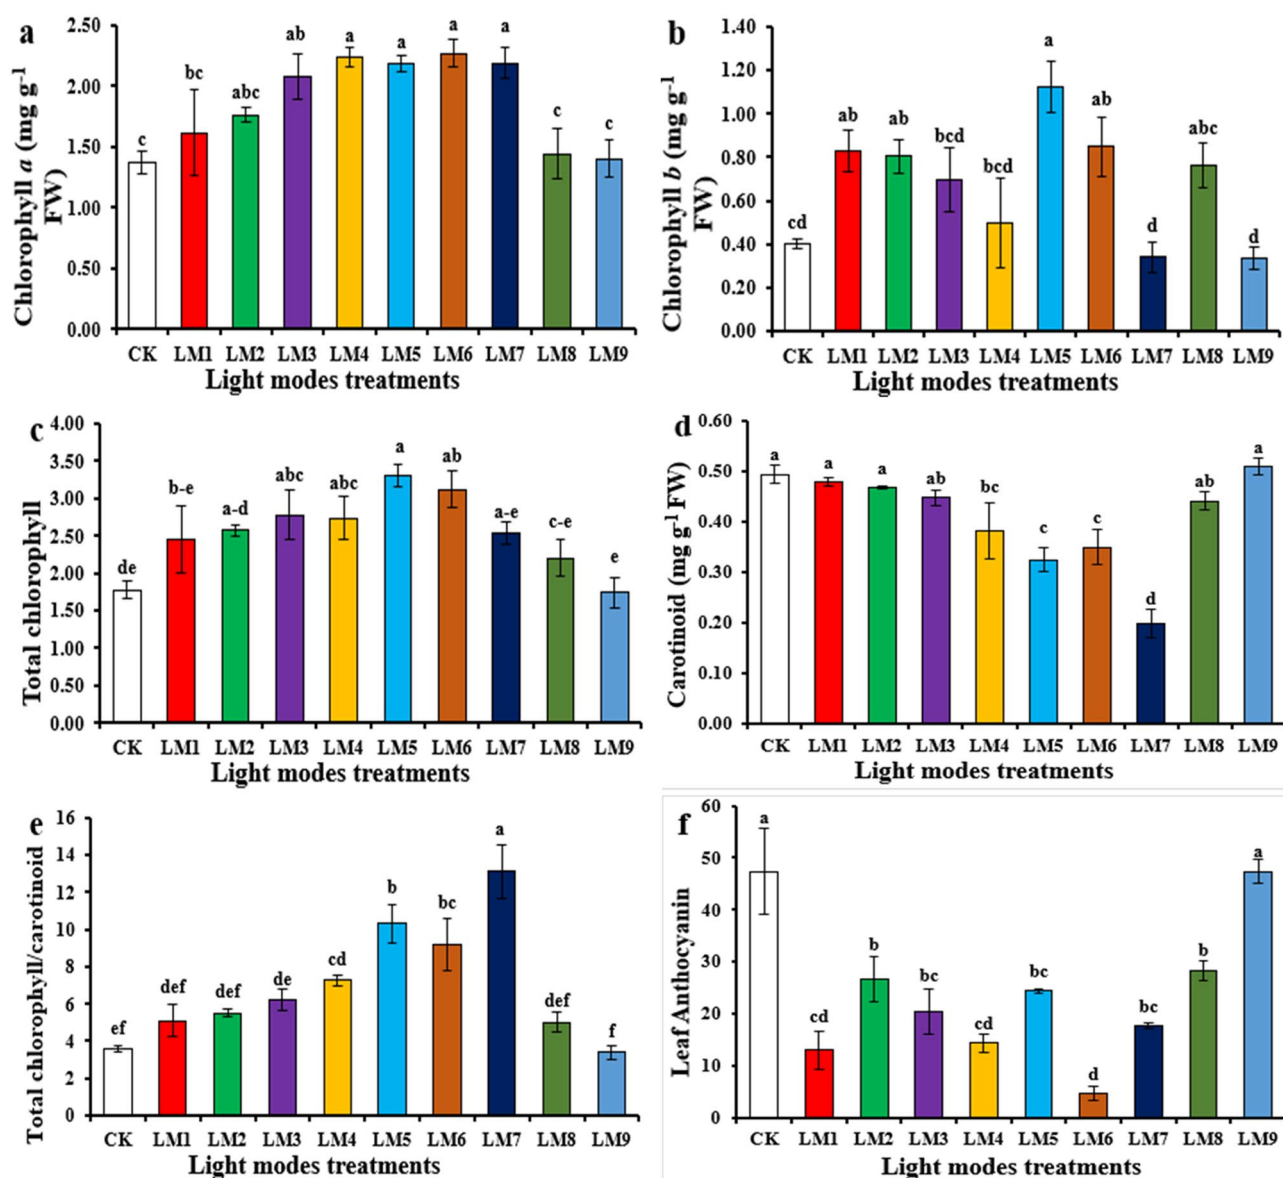 a
Chlorophyll a (mg g-1
FW)
2.50
2.00
1.50
1.00
0.50
0.00
c
bc
abc
ab
a
a
a
a
c
c
CK LM1 LM2 LM3 LM4 LM5 LM6 LM7 LM8 LM9
Light modes treatments
b
Chlorophyll b (mg g-1
FW)
1.40
1.20
1.00
0.80
0.60
0.40
0.20
0.00
cd
ab
ab
bcd
bcd
a
ab
d
abc
d
CK LM1 LM2 LM3 LM4 LM5 LM6 LM7 LM8 LM9
Light modes treatments
c
Total chlorophyll
4.00
3.50
3.00
2.50
2.00
1.50
1.00
0.50
0.00
de
b-e
a-d
abc
abc
a
ab
a-e
c-e
e
CK LM1 LM2 LM3 LM4 LM5 LM6 LM7 LM8 LM9
Light modes treatments
d
Carotinoid (mg g-1 FW)
0.60
0.50
0.40
0.30
0.20
0.10
0.00
a
a
a
ab
bc
c
c
d
ab
a
CK LM1 LM2 LM3 LM4 LM5 LM6 LM7 LM8 LM9
Light modes treatments
e
Total chlorophyll/carotinoid
16
14
12
10
8
6
4
2
0
ef
def
def
de
cd
b
bc
a
def
f
CK LM1 LM2 LM3 LM4 LM5 LM6 LM7 LM8 LM9
Light modes treatments
f
Leaf Anthocyanin
60
50
40
30
20
10
0
a
cd
b
bc
cd
bc
d
bc
b
a
CK LM1 LM2 LM3 LM4 LM5 LM6 LM7 LM8 LM9
Light modes treatments